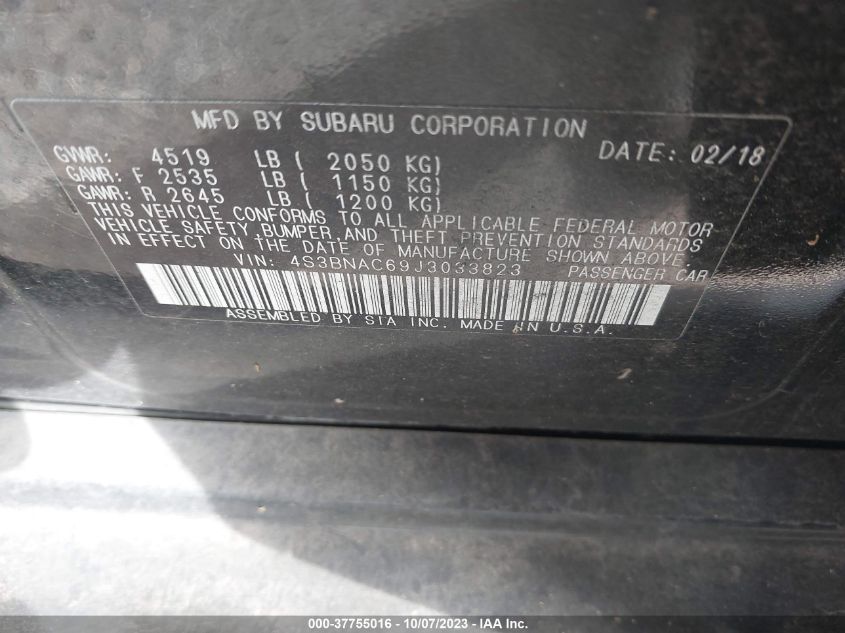 MFD BY SUBARU CORPORATION
DATE: 02/18
GVWR: 4519 LB ( 2050 KG)
GAWR: F 2535 LB ( 1150 KG)
GAWR: R 2645 LB ( 1200 KG)
THIS VEHICLE CONFORMS TO ALL APPLICABLE FEDERAL MOTOR
VEHICLE SAFETY, BUMPER, AND THEFT PREVENTION STANDARDS
IN EFFECT ON THE DATE OF MANUFACTURE SHOWN ABOVE.
VIN: 4S3BNAC69J3033823 PASSENGER CAR
ASSEMBLED BY SIA INC. MADE IN U.S.A.
000-37755016 - 10/07/2023 - IAA Inc.